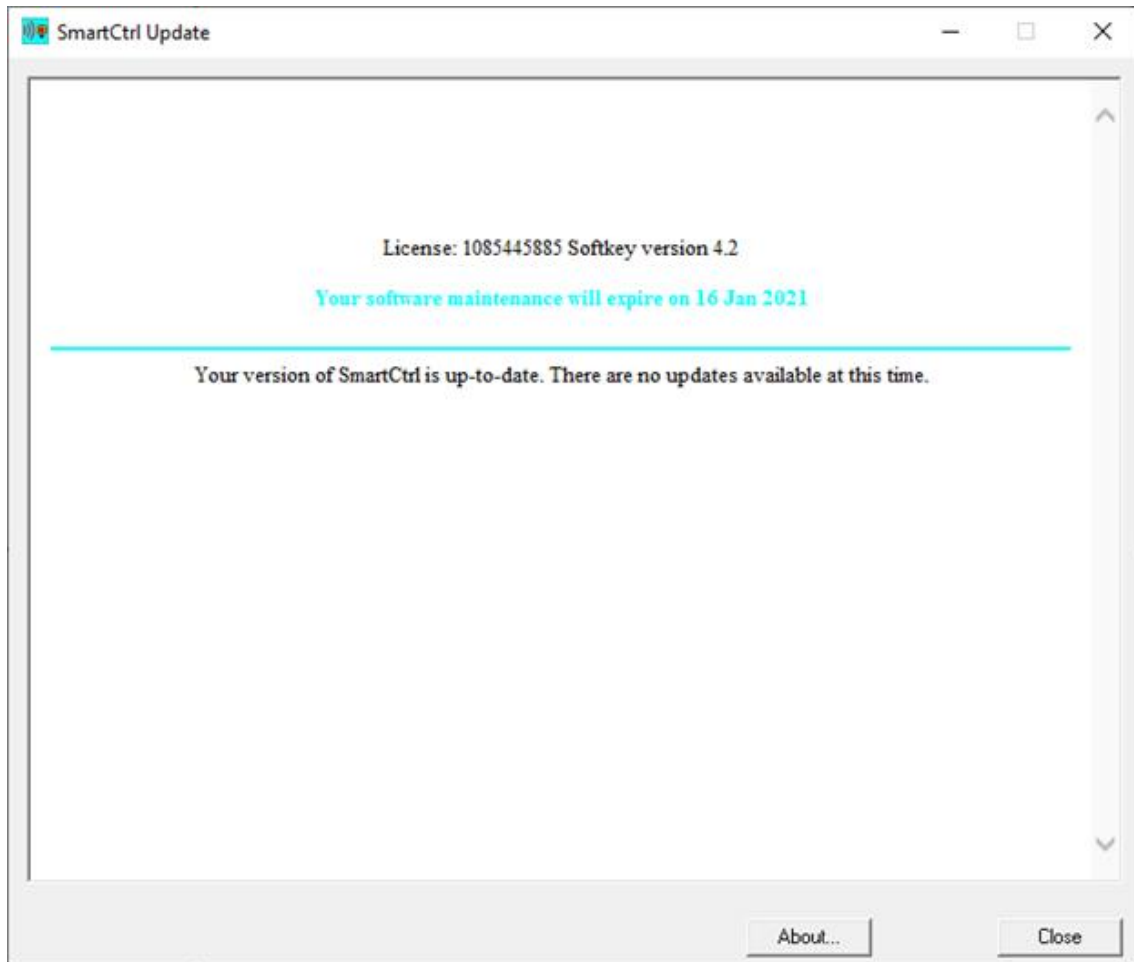 SmartCtrl Update
License: 1085445885 Softkey version 4.2
Your software maintenance will expire on 16 Jan 2021
Your version of SmartCtrl is up-to-date. There are no updates available at this time.
About...
Close